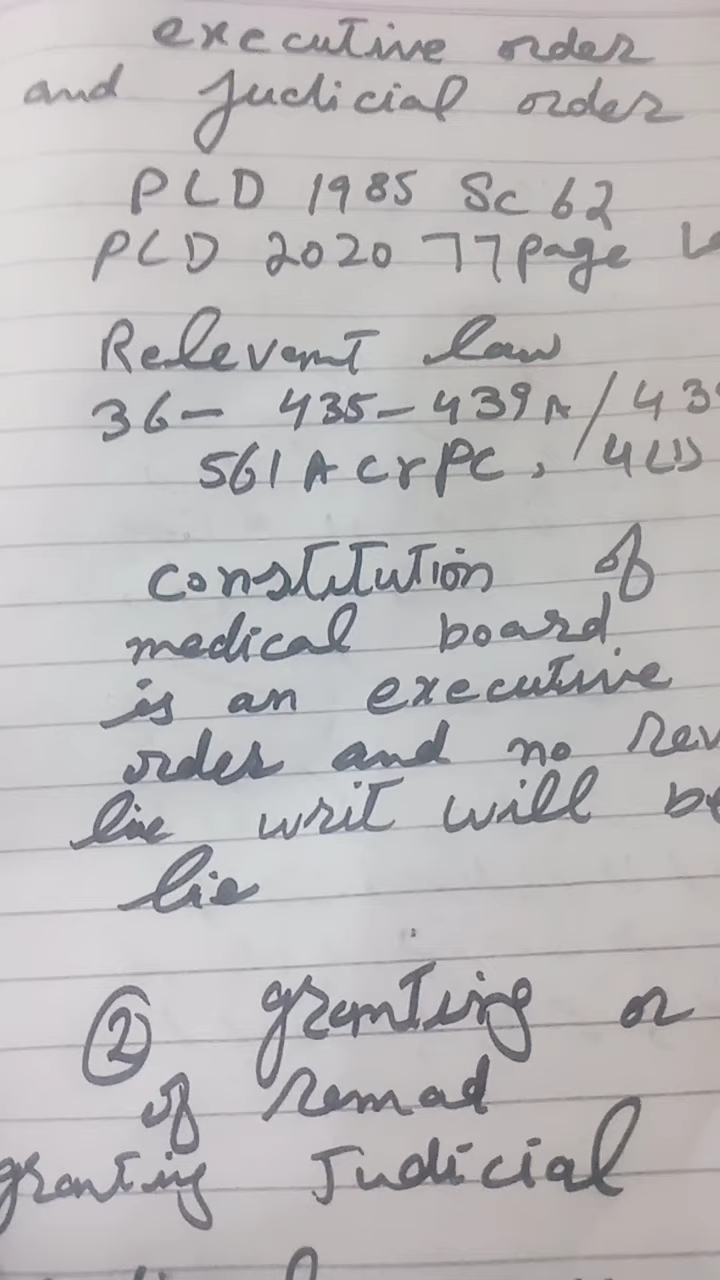 executive order
and Judicial order
PLD 1985 SC 62
PLD 2020 77 Page
Relevant law
36- 435-439A/43
561A CrPC,
constitution of
medical board
is an executive
order and no rev
lie writ will be
lie
② granting or
of remad
granting Judicial